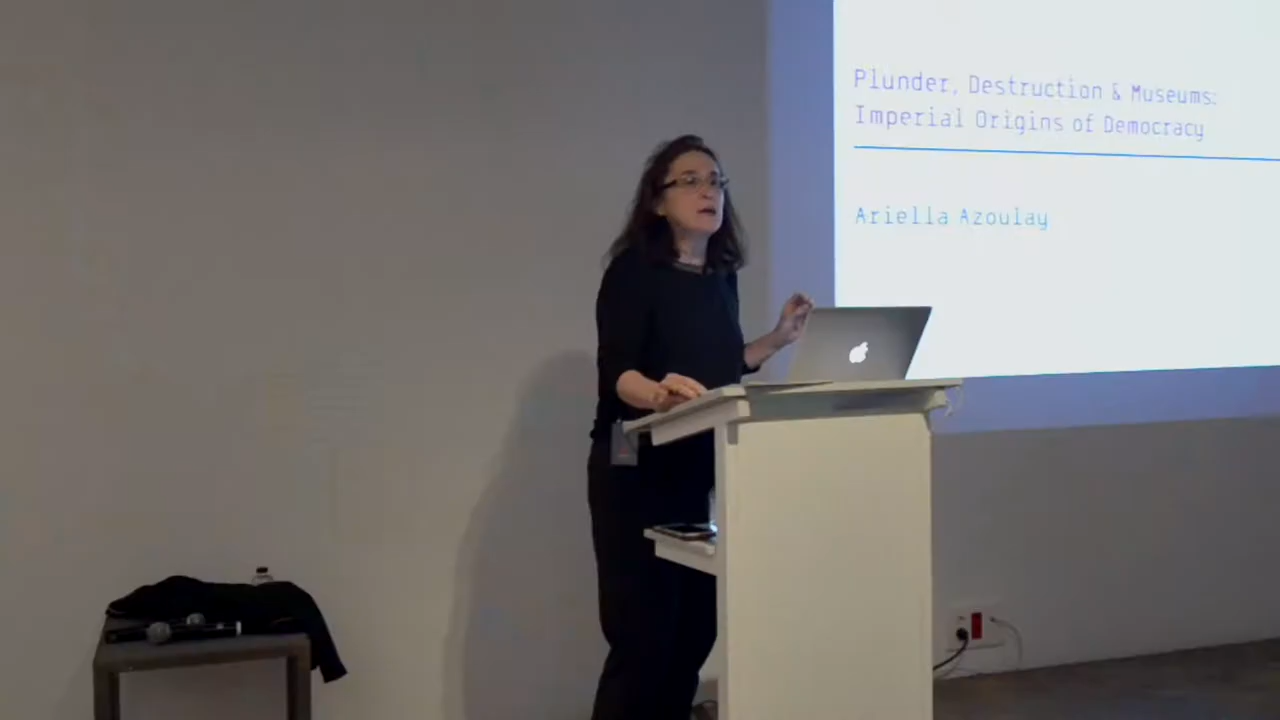 Plunder, Destruction & Museums:
Imperial Origins of Democracy
Ariella Azoulay